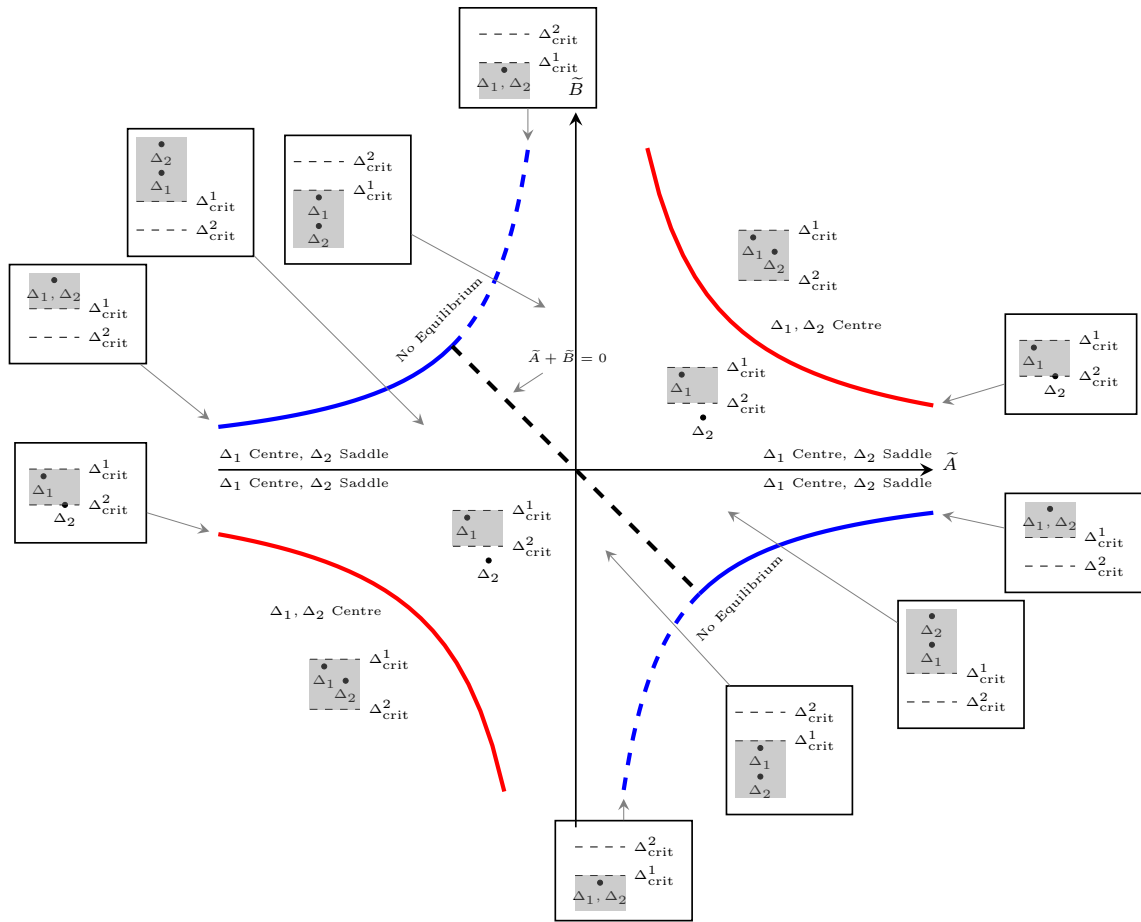 Δ²crit
Δ¹crit
Δ₁, Δ₂
B̃
Δ₂
Δ₁
Δ¹crit
Δ²crit
Δ²crit
Δ¹crit
Δ₁
Δ₂
Δ¹crit
Δ₁
Δ₂
Δ²crit
Δ₁, Δ₂
Δ¹crit
Δ²crit
No Equilibrium
Δ₁, Δ₂ Centre
Ã + B̃ = 0
Δ¹crit
Δ₁
Δ²crit
Δ₂
Δ¹crit
Δ₁
Δ²crit
Δ₂
Δ₁ Centre, Δ₂ Saddle
Δ₁ Centre, Δ₂ Saddle
Ã
Δ₁ Centre, Δ₂ Saddle
Δ₁ Centre, Δ₂ Saddle
Δ¹crit
Δ₁
Δ²crit
Δ₂
Δ¹crit
Δ₁
Δ²crit
Δ₂
Δ₁, Δ₂
Δ¹crit
Δ²crit
No Equilibrium
Δ₁, Δ₂ Centre
Δ¹crit
Δ₁
Δ₂
Δ²crit
Δ₂
Δ₁
Δ¹crit
Δ²crit
Δ²crit
Δ¹crit
Δ₁
Δ₂
Δ²crit
Δ¹crit
Δ₁, Δ₂